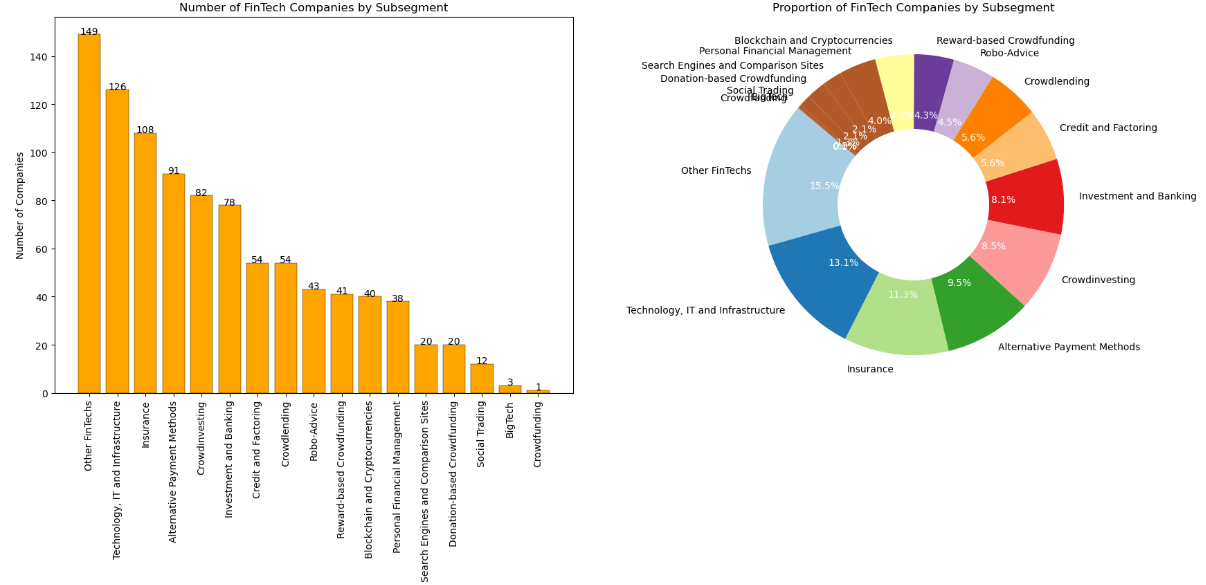 Number of FinTech Companies by Subsegment
Number of Companies
140
120
100
80
60
40
20
0
149
126
108
91
82
78
54
54
43
41
40
38
20
20
12
3
1
Other FinTechs
Technology, IT and Infrastructure
Insurance
Alternative Payment Methods
Crowdinvesting
Investment and Banking
Credit and Factoring
Crowdlending
Robo-Advice
Reward-based Crowdfunding
Blockchain and Cryptocurrencies
Personal Financial Management
Search Engines and Comparison Sites
Donation-based Crowdfunding
Social Trading
BigTech
Crowdfunding
Proportion of FinTech Companies by Subsegment
Blockchain and Cryptocurrencies
Personal Financial Management
Search Engines and Comparison Sites
Donation-based Crowdfunding
Social Trading
BigTech
Crowdfunding
Other FinTechs
Technology, IT and Infrastructure
Insurance
Alternative Payment Methods
Crowdinvesting
Investment and Banking
Credit and Factoring
Crowdlending
Robo-Advice
Reward-based Crowdfunding
4.0%
2.1%
2.1%
15.5%
13.1%
11.3%
9.5%
8.5%
8.1%
5.6%
5.6%
4.5%
4.3%